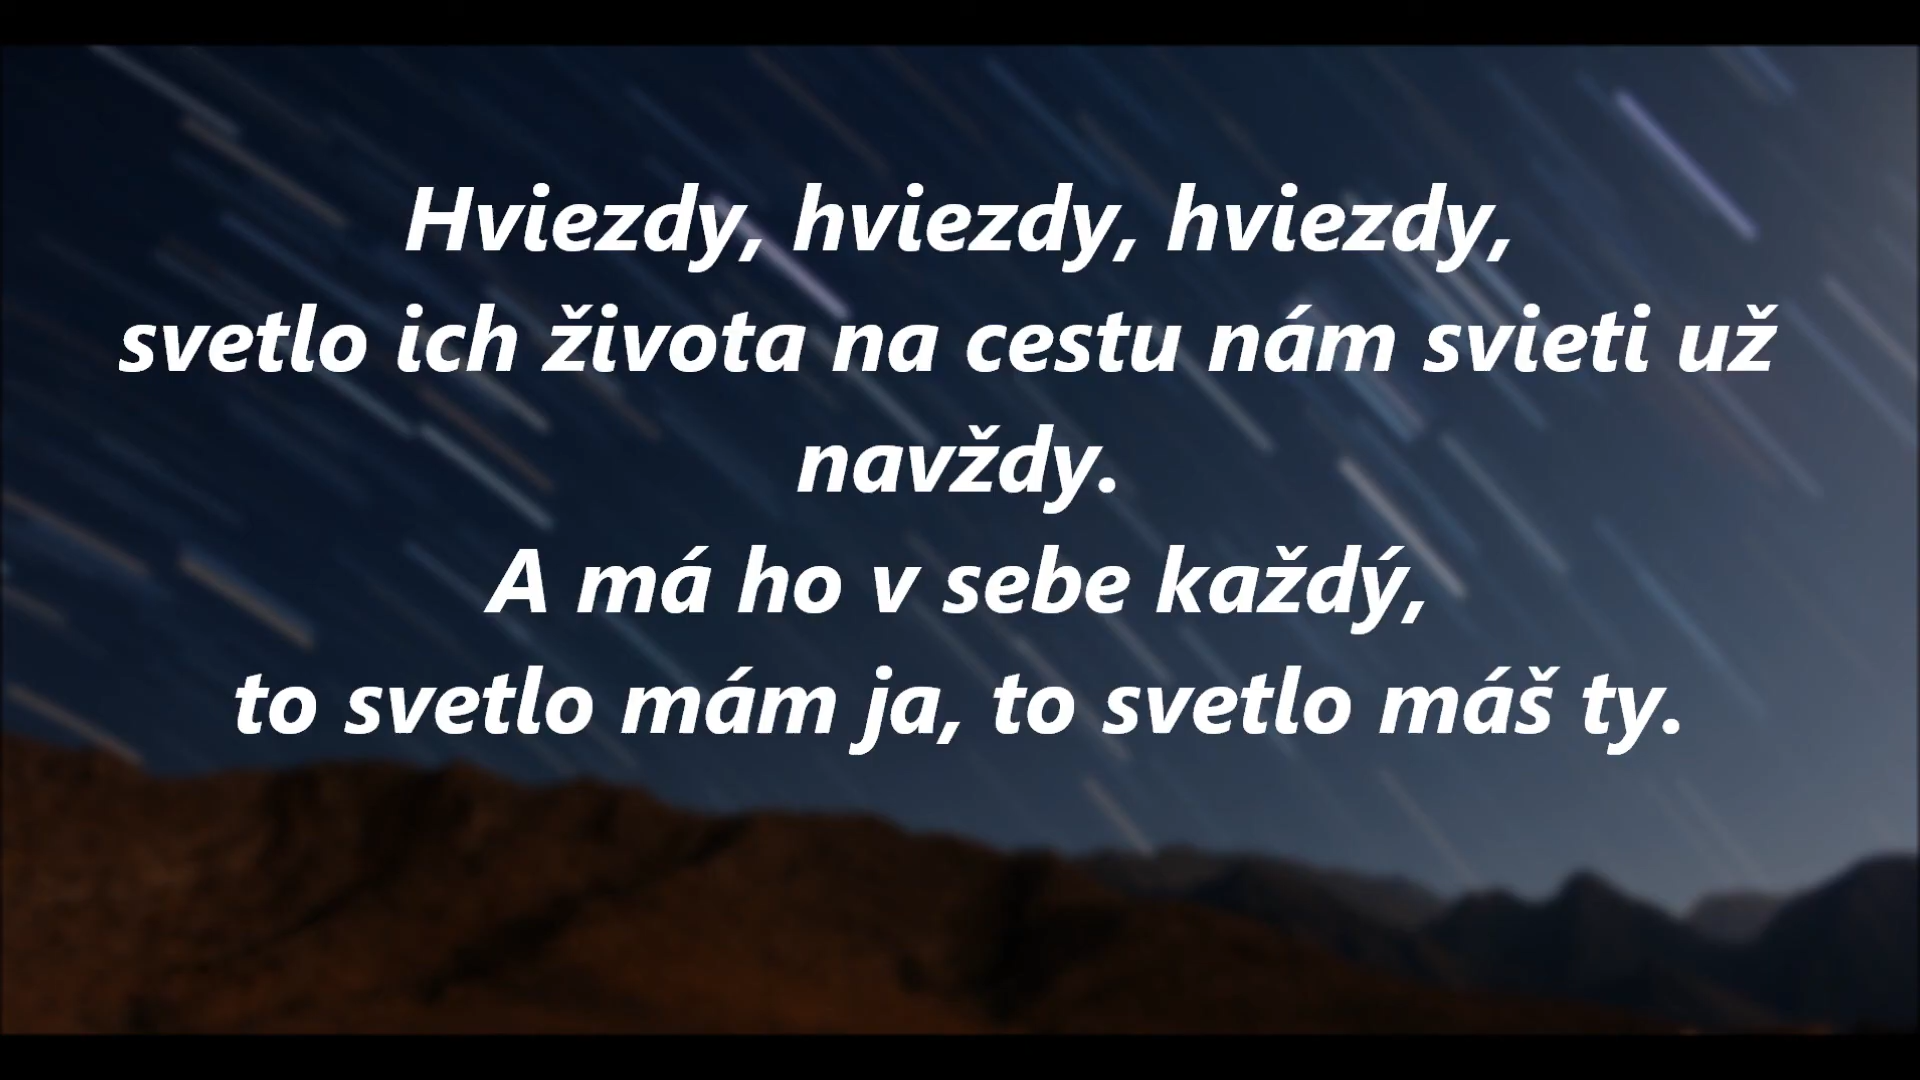 Hviezdy, hviezdy, hviezdy,
svetlo ich života na cestu nám svieti už
navždy.
A má ho v sebe každý,
to svetlo mám ja, to svetlo máš ty.